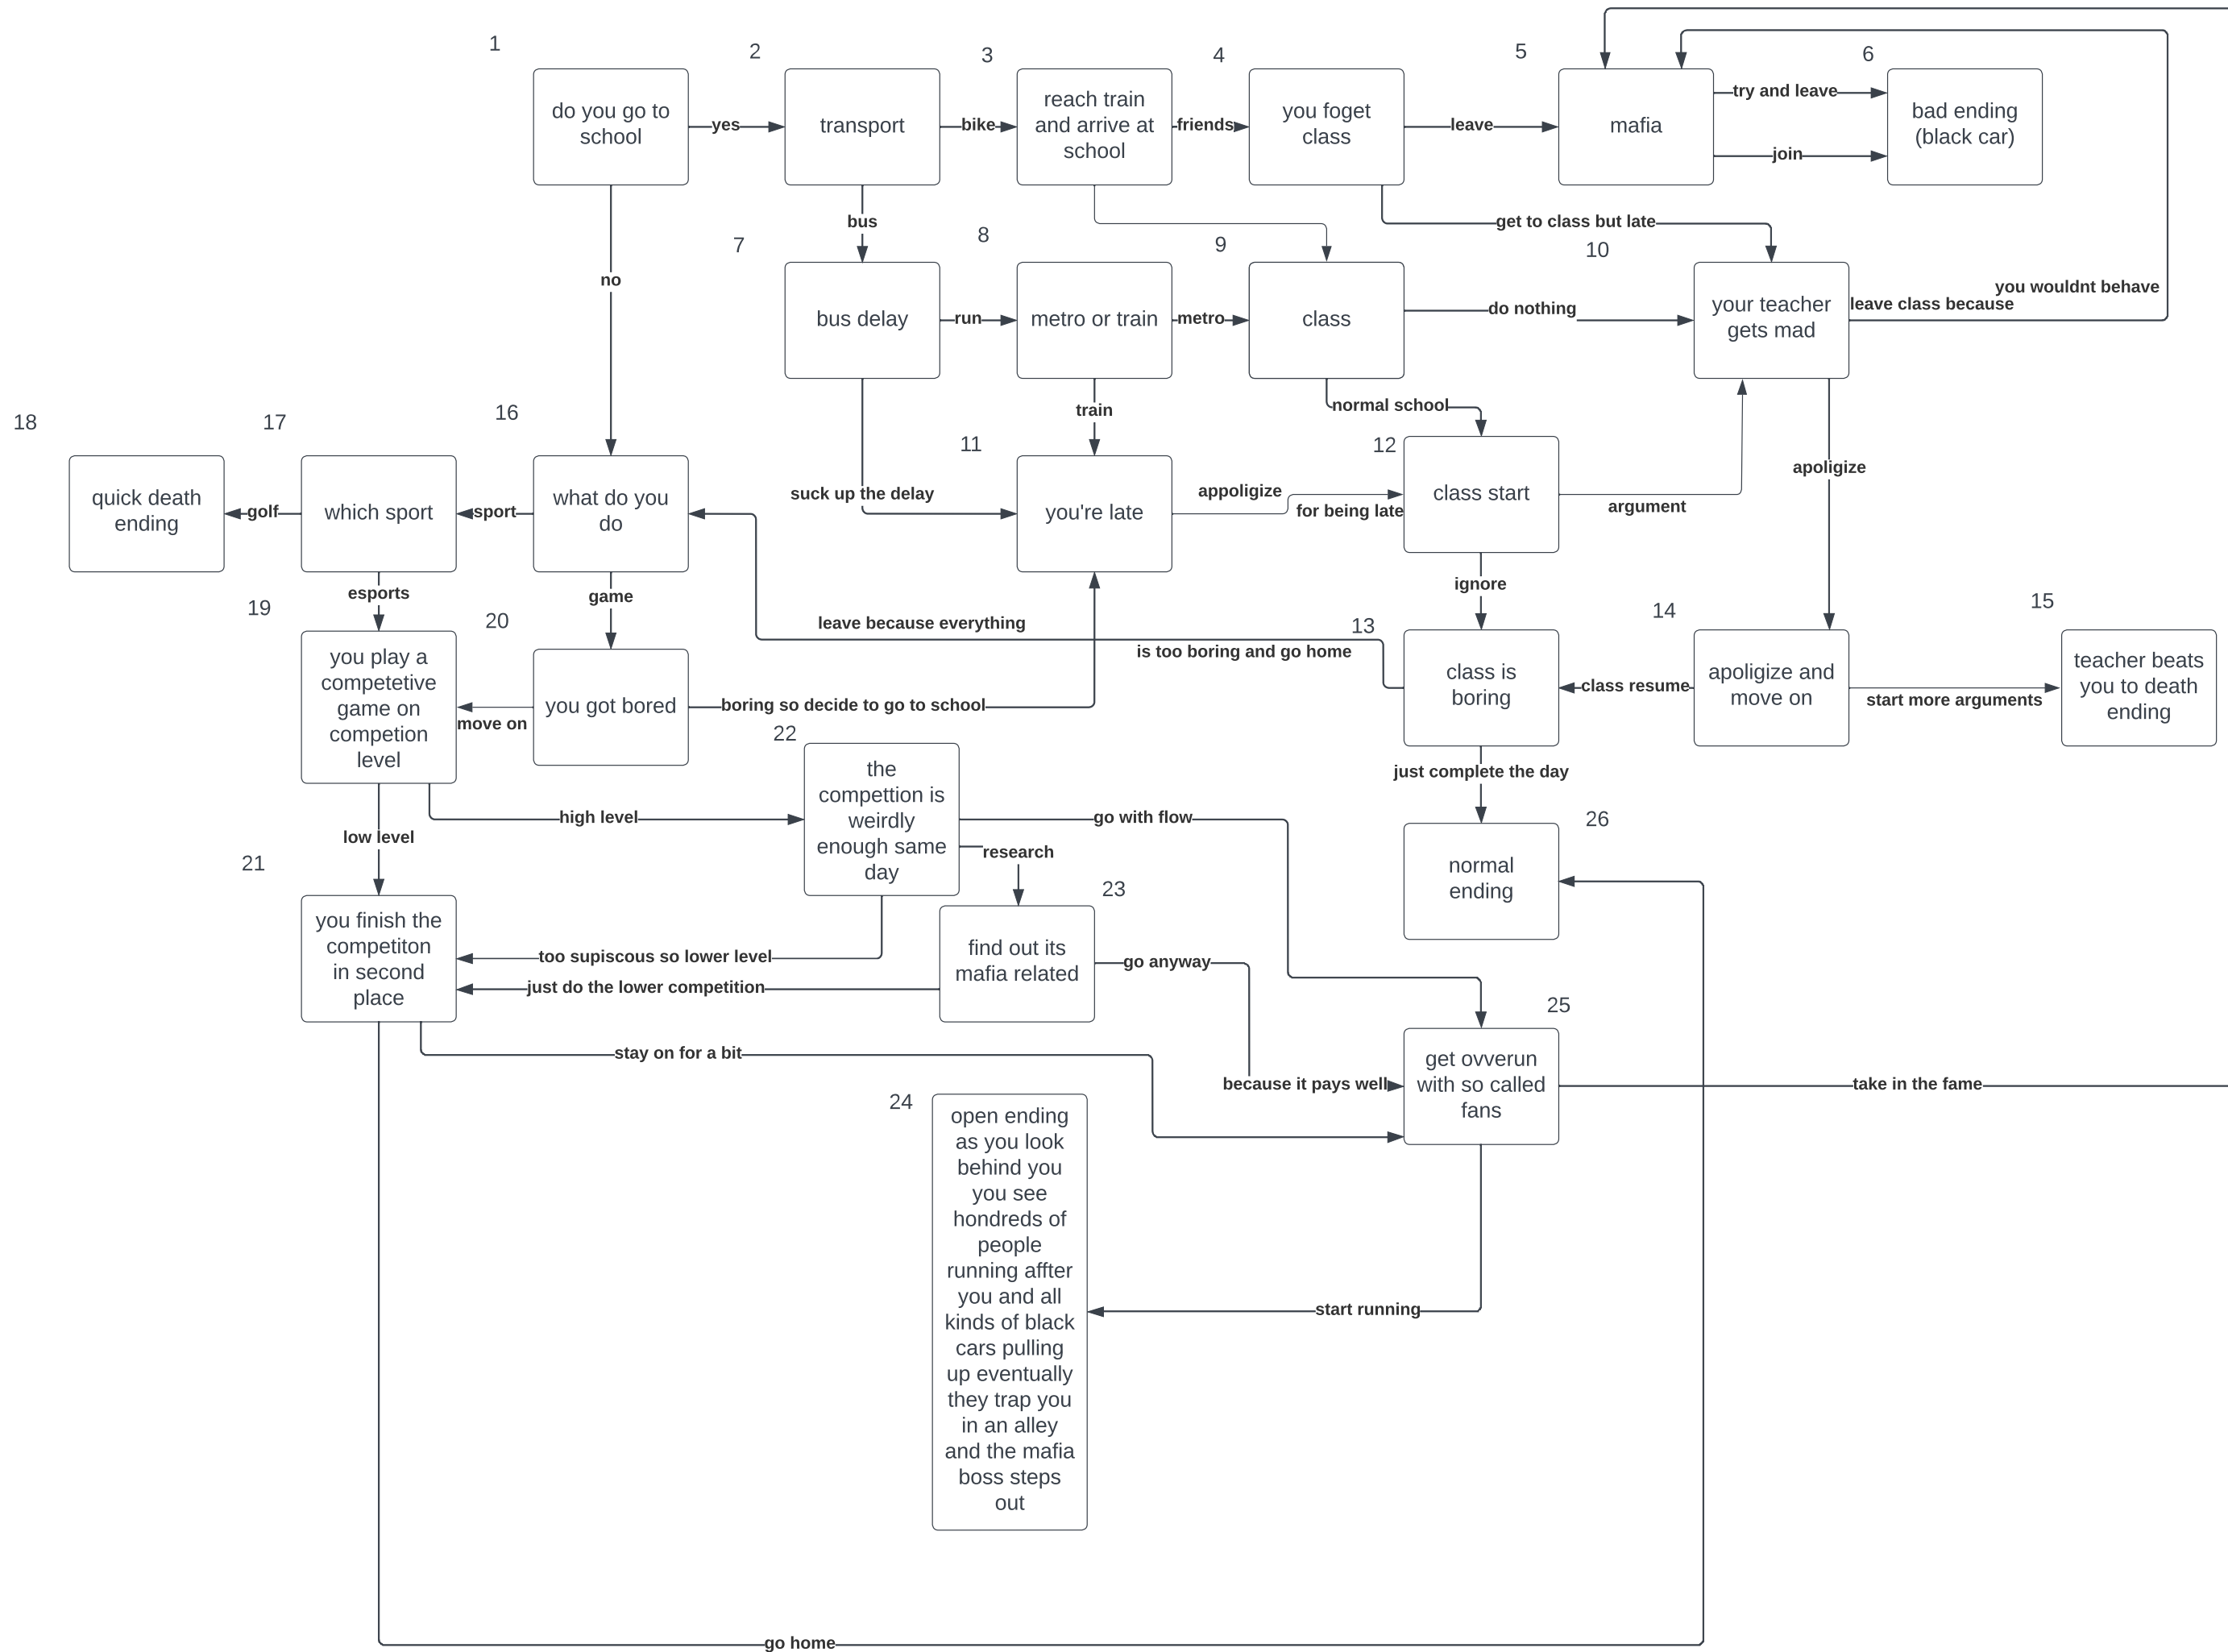 1
2
3
4
5
6
do you go to
school
yes
transport
bike
reach train
and arrive at
school
friends
you foget
class
leave
mafia
try and leave
join
bad ending
(black car)
no
bus
get to class but late
7
8
9
10
bus delay
run
metro or train
metro
class
do nothing
your teacher
gets mad
you wouldnt behave
leave class because
18
17
16
11
12
train
normal school
apoligize
quick death
ending
golf
which sport
sport
what do you
do
suck up the delay
you're late
appoligize
for being late
class start
argument
esports
game
ignore
19
20
13
14
15
leave because everything
is too boring and go home
you play a
competetive
game on
competion
level
move on
you got bored
boring so decide to go to school
class is
boring
class resume
apoligize and
move on
start more arguments
teacher beats
you to death
ending
22
the
compettion is
weirdly
enough same
day
high level
low level
go with flow
research
just complete the day
26
normal
ending
21
23
you finish the
competiton
in second
place
too supiscous so lower level
just do the lower competition
find out its
mafia related
go anyway
because it pays well
25
get ovverun
with so called
fans
take in the fame
stay on for a bit
24
open ending
as you look
behind you
you see
hondreds of
people
running affter
you and all
kinds of black
cars pulling
up eventually
they trap you
in an alley
and the mafia
boss steps
out
start running
go home